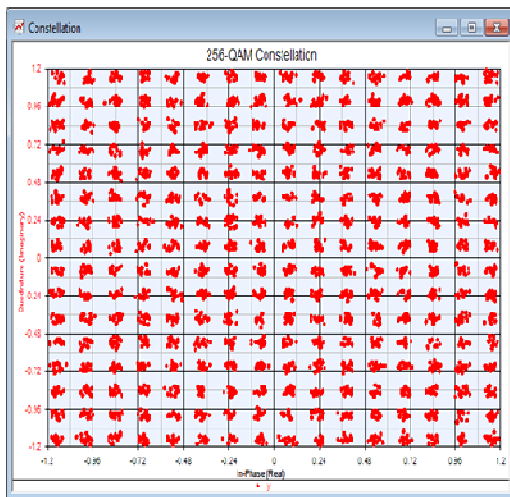 Constellation
256-QAM Constellation
1.2
0.96
0.72
0.48
0.24
0
-0.24
-0.48
-0.72
-0.96
-1.2
Quadrature (Imaginary)
-1.2 -0.96 -0.72 -0.48 -0.24 0 0.24 0.48 0.72 0.96 1.2
In-Phase (Real)
y